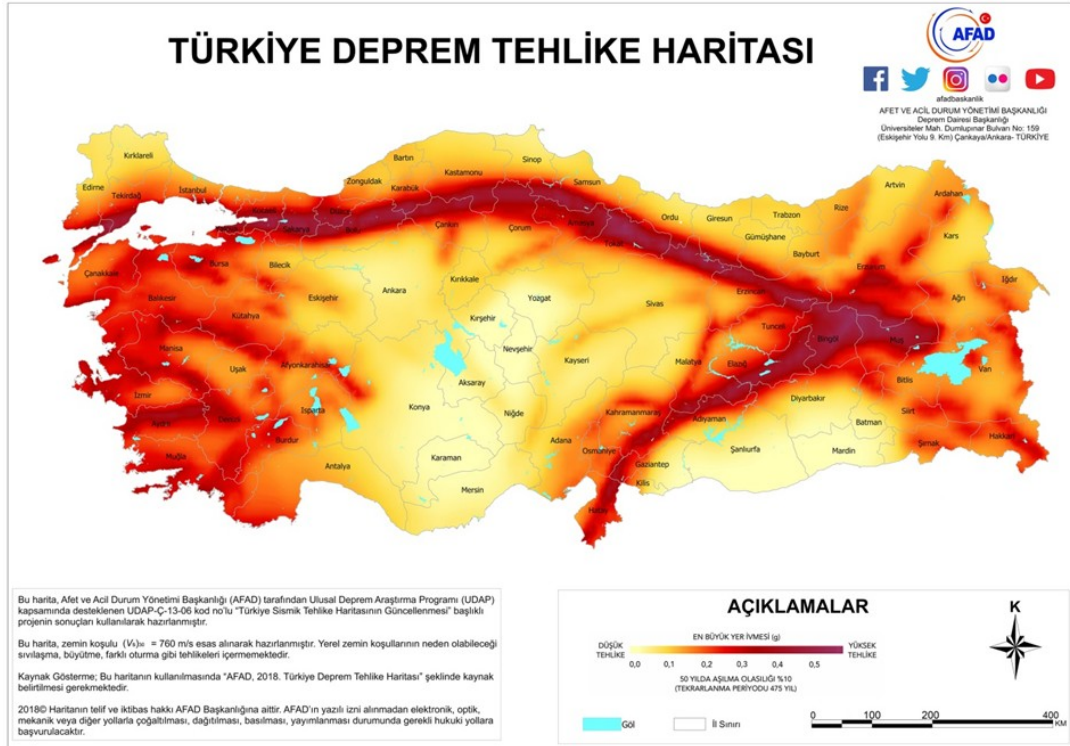 TÜRKİYE DEPREM TEHLİKE HARİTASI
AFAD
afadbaskanlik
AFET VE ACİL DURUM YÖNETİMİ BAŞKANLIĞI
Deprem Dairesi Başkanlığı
Üniversiteler Mah. Dumlupınar Bulvarı No: 159
(Eskişehir Yolu 9. Km) Çankaya/Ankara- TÜRKİYE
Kırklareli
Edirne
Tekirdağ
İstanbul
Zonguldak
Bartın
Karabük
Kastamonu
Sinop
Samsun
Düzce
Bolu
Sakarya
Çankırı
Çorum
Amasya
Tokat
Ordu
Giresun
Trabzon
Rize
Artvin
Ardahan
Gümüşhane
Bayburt
Kars
Erzurum
Iğdır
Ağrı
Çanakkale
Bursa
Bilecik
Balıkesir
Kütahya
Eskişehir
Ankara
Kırıkkale
Yozgat
Kırşehir
Sivas
Erzincan
Tunceli
Bingöl
Muş
Manisa
Uşak
Afyonkarahisar
Nevşehir
Kayseri
Malatya
Elazığ
Bitlis
Van
İzmir
Aydın
Denizli
Isparta
Konya
Aksaray
Niğde
Kahramanmaraş
Adıyaman
Diyarbakır
Batman
Siirt
Şırnak
Hakkari
Muğla
Burdur
Antalya
Karaman
Mersin
Adana
Osmaniye
Gaziantep
Kilis
Hatay
Şanlıurfa
Mardin
Bu harita, Afet ve Acil Durum Yönetimi Başkanlığı (AFAD) tarafından Ulusal Deprem Araştırma Programı (UDAP)
kapsamında desteklenen UDAP-Ç-13-06 kod no'lu "Türkiye Sismik Tehlike Haritasının Güncellenmesi" başlıklı
projenin sonuçları kullanılarak hazırlanmıştır.
Bu harita, zemin koşulu (Vs)30 = 760 m/s esas alınarak hazırlanmıştır. Yerel zemin koşullarının neden olabileceği
sıvılaşma, büyütme, farklı oturma gibi tehlikeleri içermemektedir.
Kaynak Gösterme; Bu haritanın kullanılmasında "AFAD, 2018. Türkiye Deprem Tehlike Haritası" şeklinde kaynak
belirtilmesi gerekmektedir.
2018© Haritanın telif ve iktibas hakkı AFAD Başkanlığına aittir. AFAD'ın yazılı izni alınmadan elektronik, optik,
mekanik veya diğer yollarla çoğaltılması, dağıtılması, basılması, yayımlanması durumunda gerekli hukuki yollara
başvurulacaktır.
AÇIKLAMALAR
EN BÜYÜK YER İVMESİ (g)
DÜŞÜK
TEHLİKE
YÜKSEK
TEHLİKE
0,0 0,1 0,2 0,3 0,4 0,5
50 YILDA AŞILMA OLASILIĞI %10
(TEKRARLANMA PERİYODU 475 YIL)
Göl
İl Sınırı
K
0 100 200 400
KM